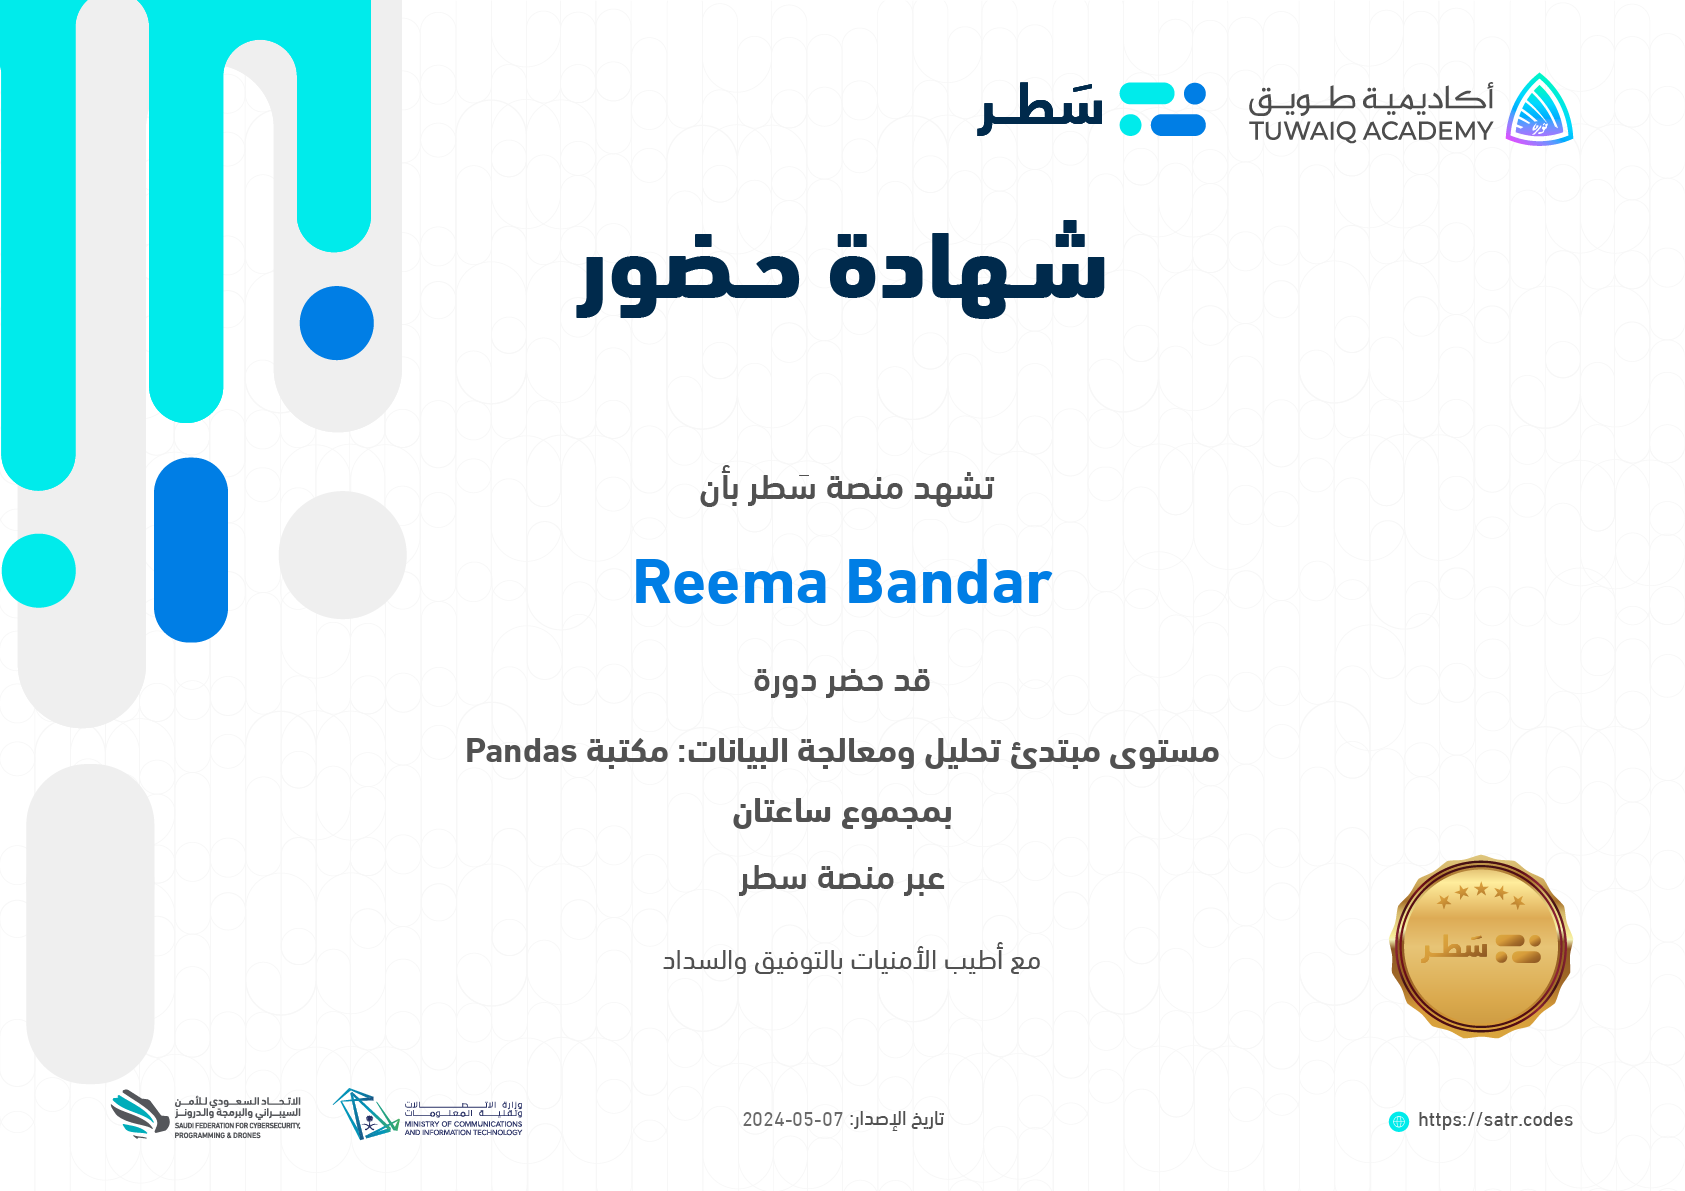 أكاديمية طويق
TUWAIQ ACADEMY
سَطر
شهادة حضور
تشهد منصة سَطر بأن
Reema Bandar
قد حضر دورة
مستوى مبتدئ تحليل ومعالجة البيانات: مكتبة Pandas
بمجموع ساعتان
عبر منصة سطر
مع أطيب الأمنيات بالتوفيق والسداد
سَطر
https://satr.codes
تاريخ الإصدار: 2024-05-07
وزارة الاتصالات
وتقنية المعلومات
MINISTRY OF COMMUNICATIONS
AND INFORMATION TECHNOLOGY
الاتحاد السعودي للأمن
السيبراني والبرمجة والدرونز
SAUDI FEDERATION FOR CYBERSECURITY,
PROGRAMMING & DRONES